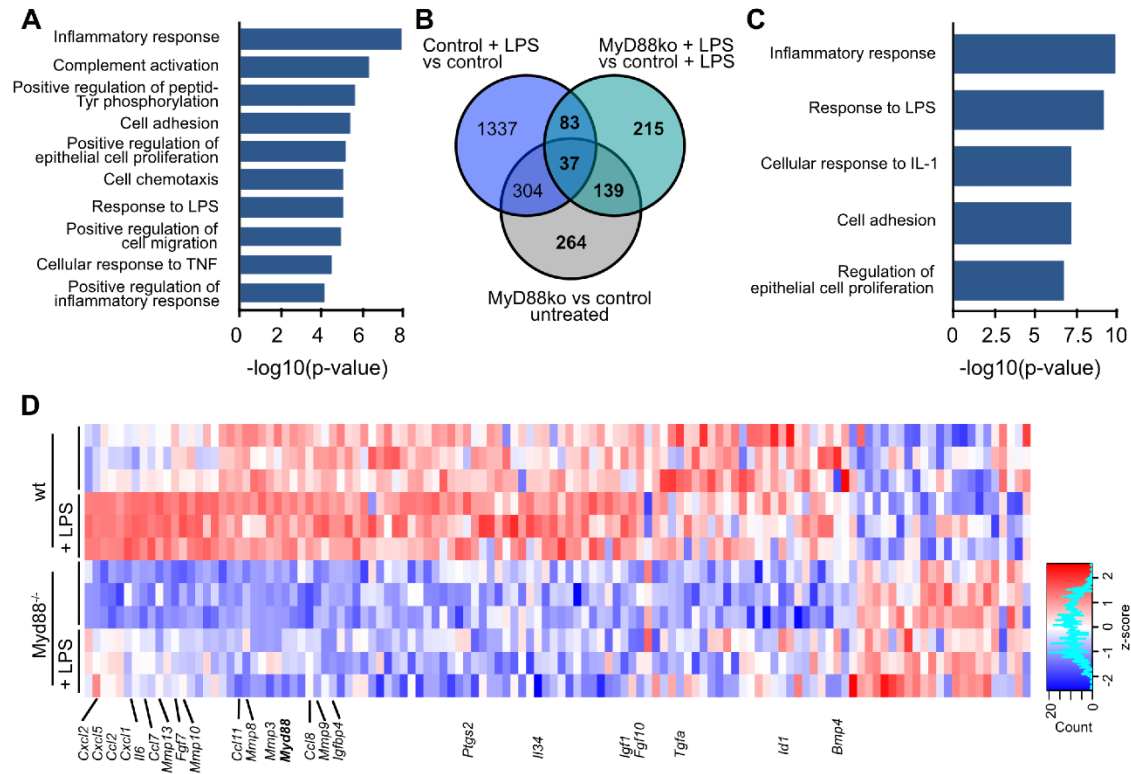 A
Inflammatory response
Complement activation
Positive regulation of peptid-
Tyr phosphorylation
Cell adhesion
Positive regulation of
epithelial cell proliferation
Cell chemotaxis
Response to LPS
Positive regulation of
cell migration
Cellular response to TNF
Positive regulation of
inflammatory response
0 2 4 6 8
-log10(p-value)
B
Control + LPS
vs control
MyD88ko + LPS
vs control + LPS
1337
83
215
37
304
139
264
MyD88ko vs control
untreated
C
Inflammatory response
Response to LPS
Cellular response to IL-1
Cell adhesion
Regulation of
epithelial cell proliferation
0 2.5 5 7.5 10
-log10(p-value)
D
wt
+ LPS
Myd88-/-
+ LPS
Cxcl2
Cxcl5
Ccl2
Cxcl1
Il6
Ccl7
Mmp13
Fgf7
Mmp10
Ccl11
Mmp8
Mmp3
Myd88
Ccl8
Mmp9
Igfbp4
Ptgs2
Il34
Igf1
Fgf10
Tgfa
Id1
Bmp4
2
1
0
-1
-2
z-score
20 0
Count